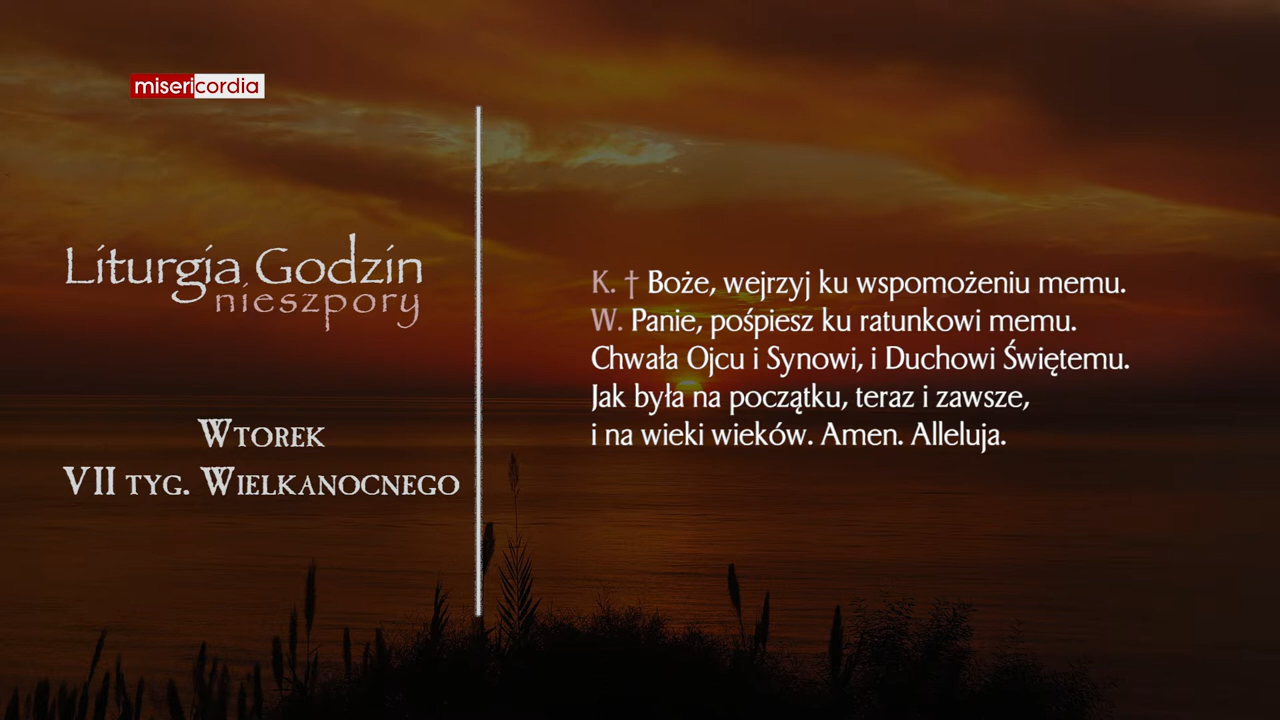 misericordia
Liturgia Godzin
nieszpory
Wtorek
VII tyg. Wielkanocnego
K. † Boże, wejrzyj ku wspomożeniu memu.
W. Panie, pośpiesz ku ratunkowi memu.
Chwała Ojcu i Synowi, i Duchowi Świętemu.
Jak była na początku, teraz i zawsze,
i na wieki wieków. Amen. Alleluja.